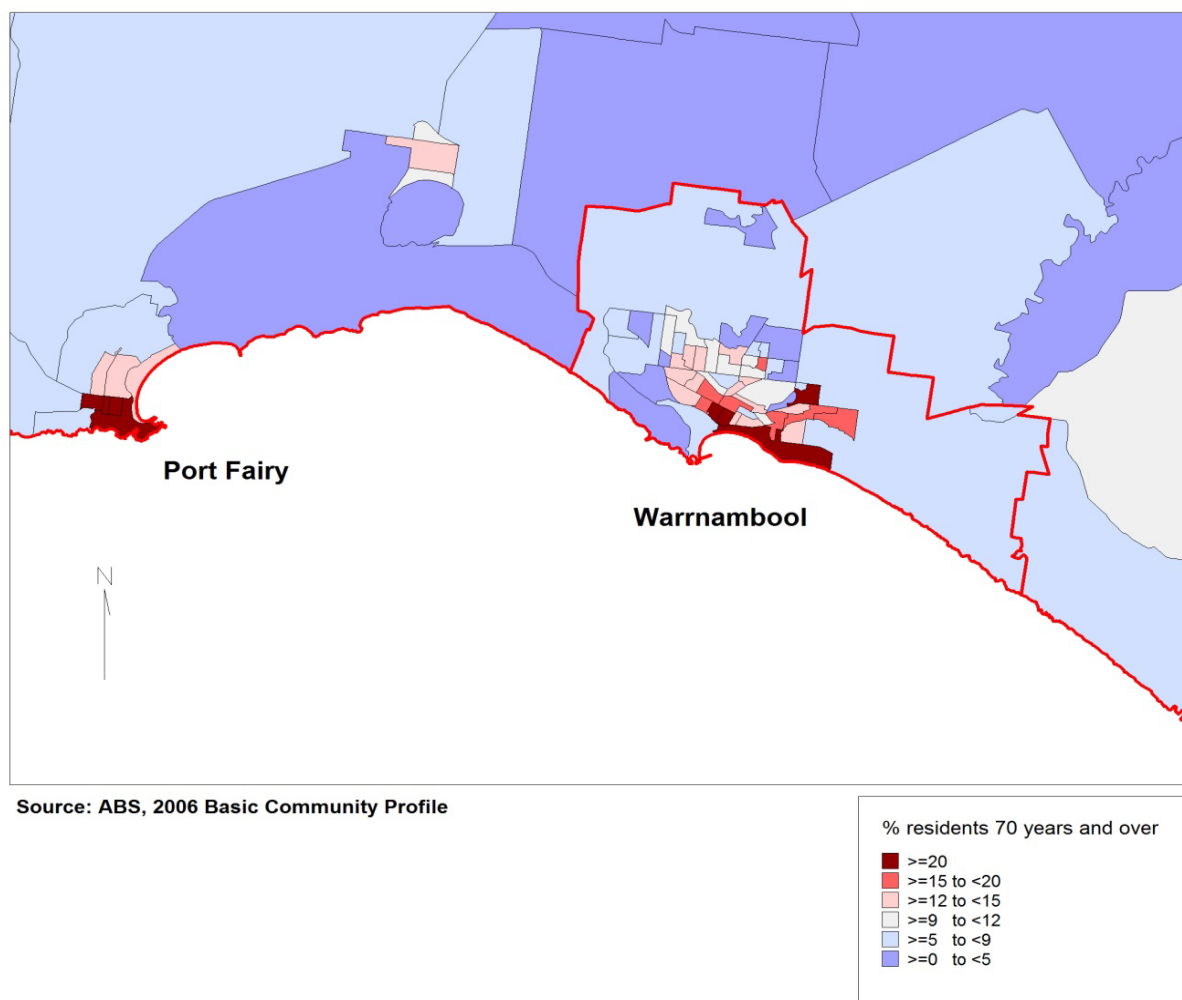 Port Fairy
Warrnambool
N
Source: ABS, 2006 Basic Community Profile
% residents 70 years and over
>=20
>=15 to <20
>=12 to <15
>=9 to <12
>=5 to <9
>=0 to <5